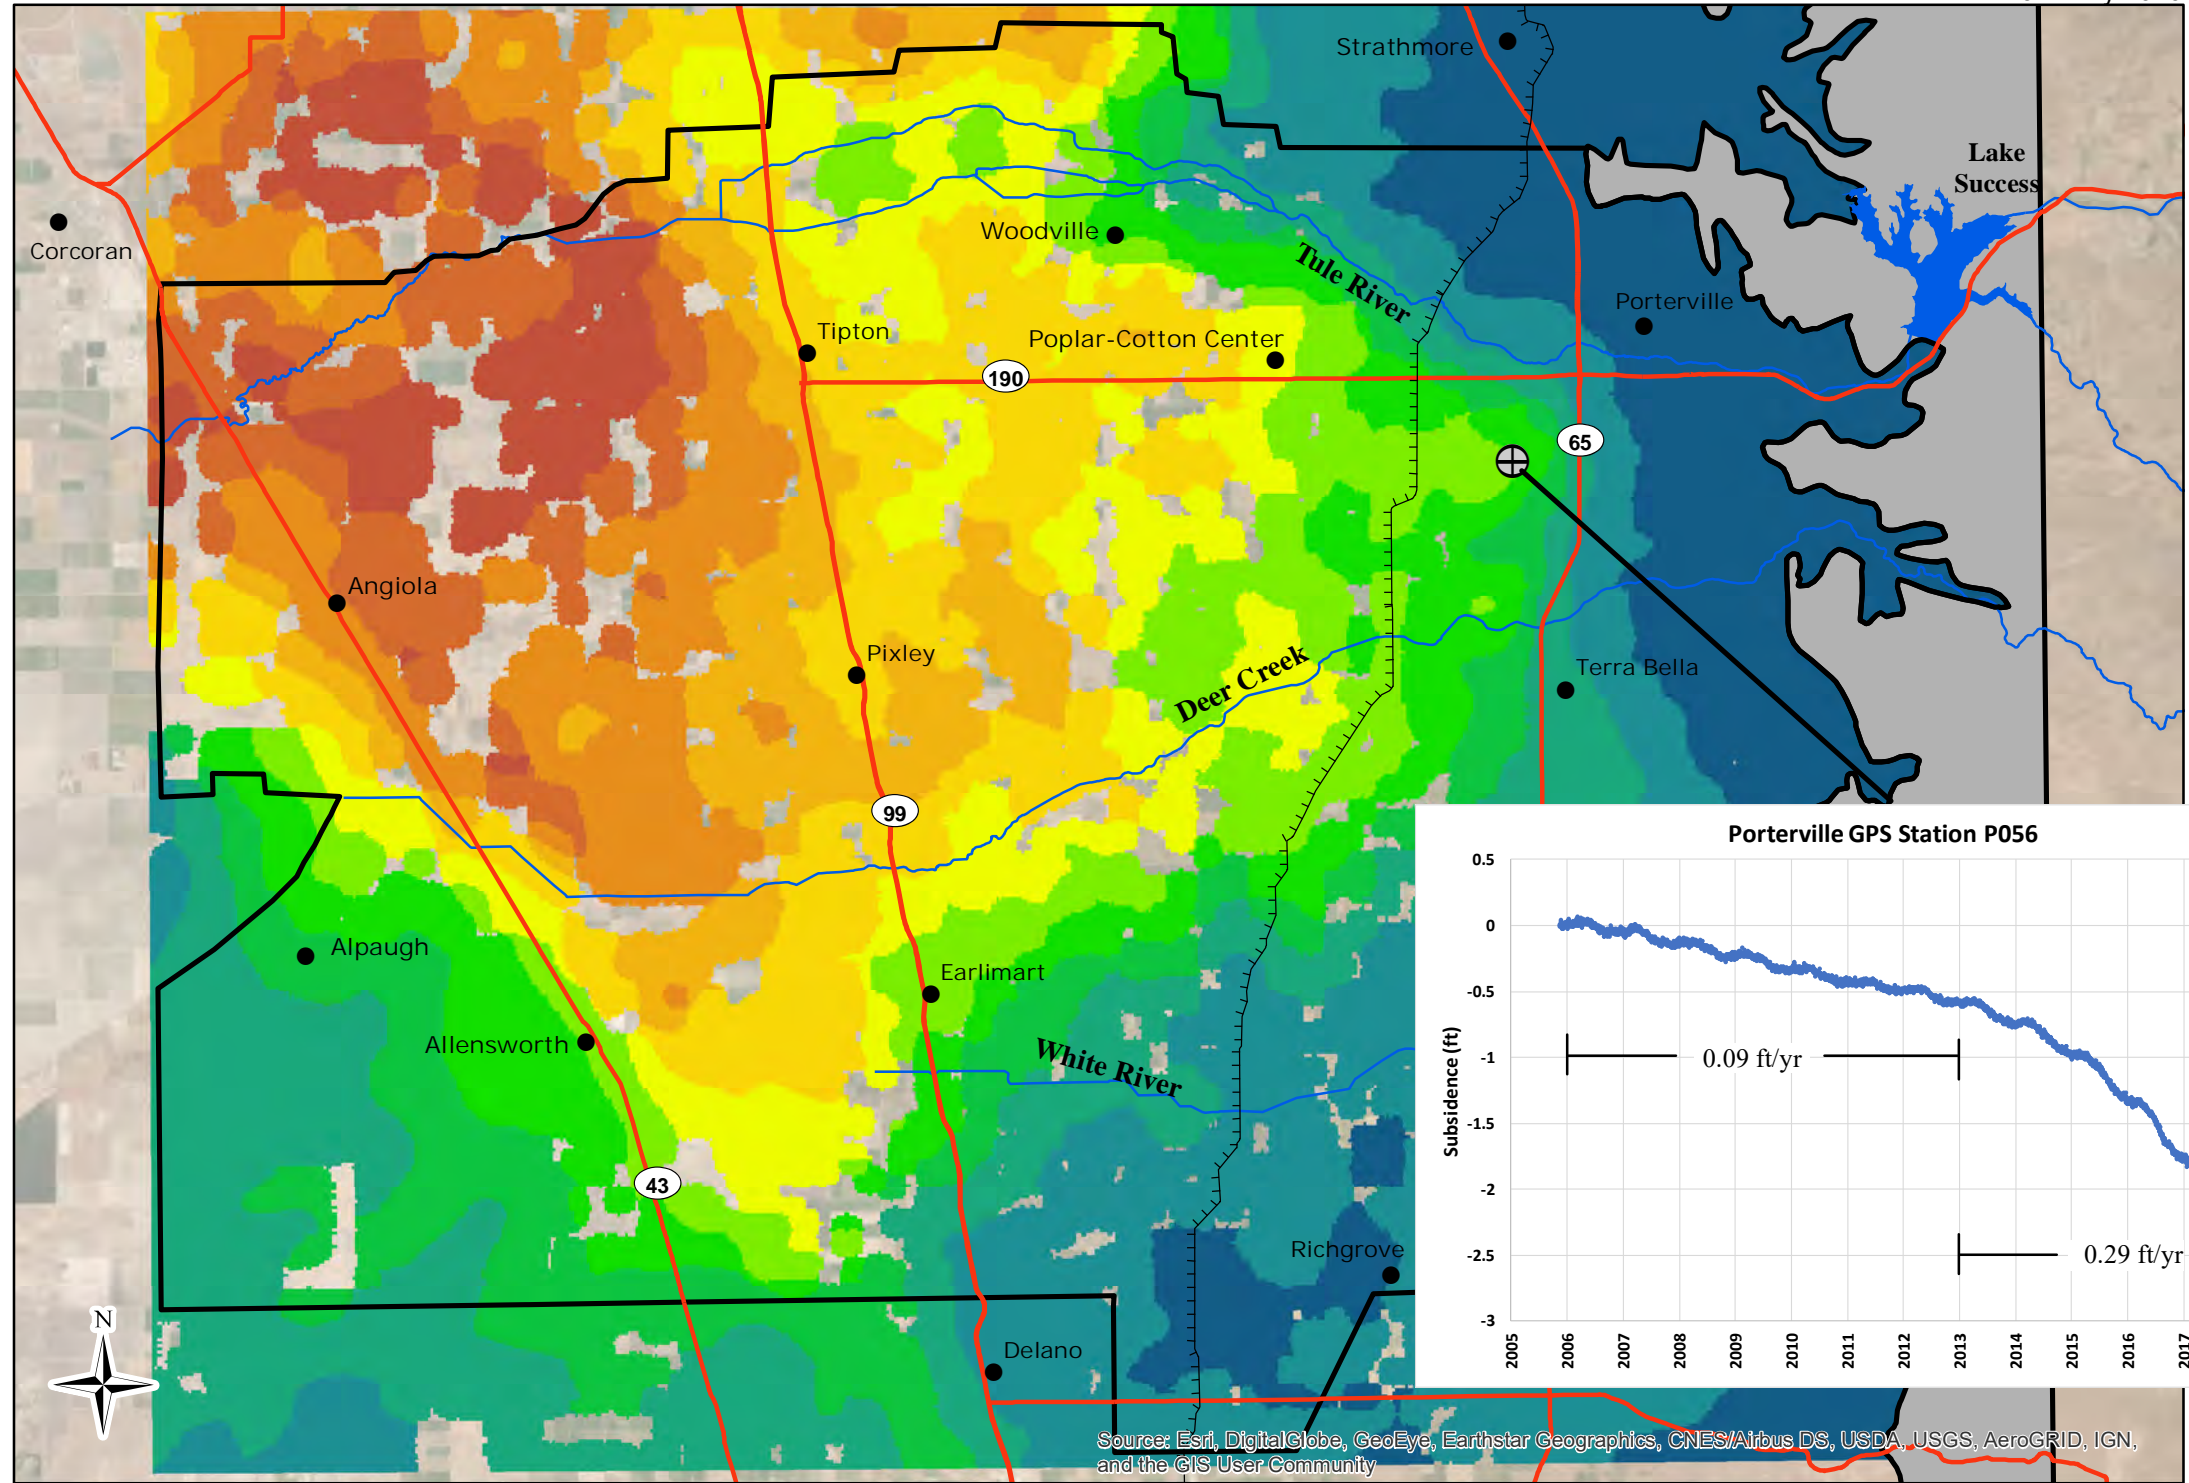 Strathmore
Lake
Success
Corcoran
Woodville
Tule River
Porterville
Tipton
Poplar-Cotton Center
190
65
Angiola
Pixley
Deer Creek
Terra Bella
99
Alpaugh
Earlimart
Allensworth
White River
43
Richgrove
Delano
N
Porterville GPS Station P056
Subsidence (ft)
0.5
0
-0.5
-1
-1.5
-2
-2.5
-3
0.09 ft/yr
0.29 ft/yr
2005
2006
2007
2008
2009
2010
2011
2012
2013
2014
2015
2016
2017
Source: Esri, DigitalGlobe, GeoEye, Earthstar Geographics, CNES/Airbus DS, USDA, USGS, AeroGRID, IGN,
and the GIS User Community